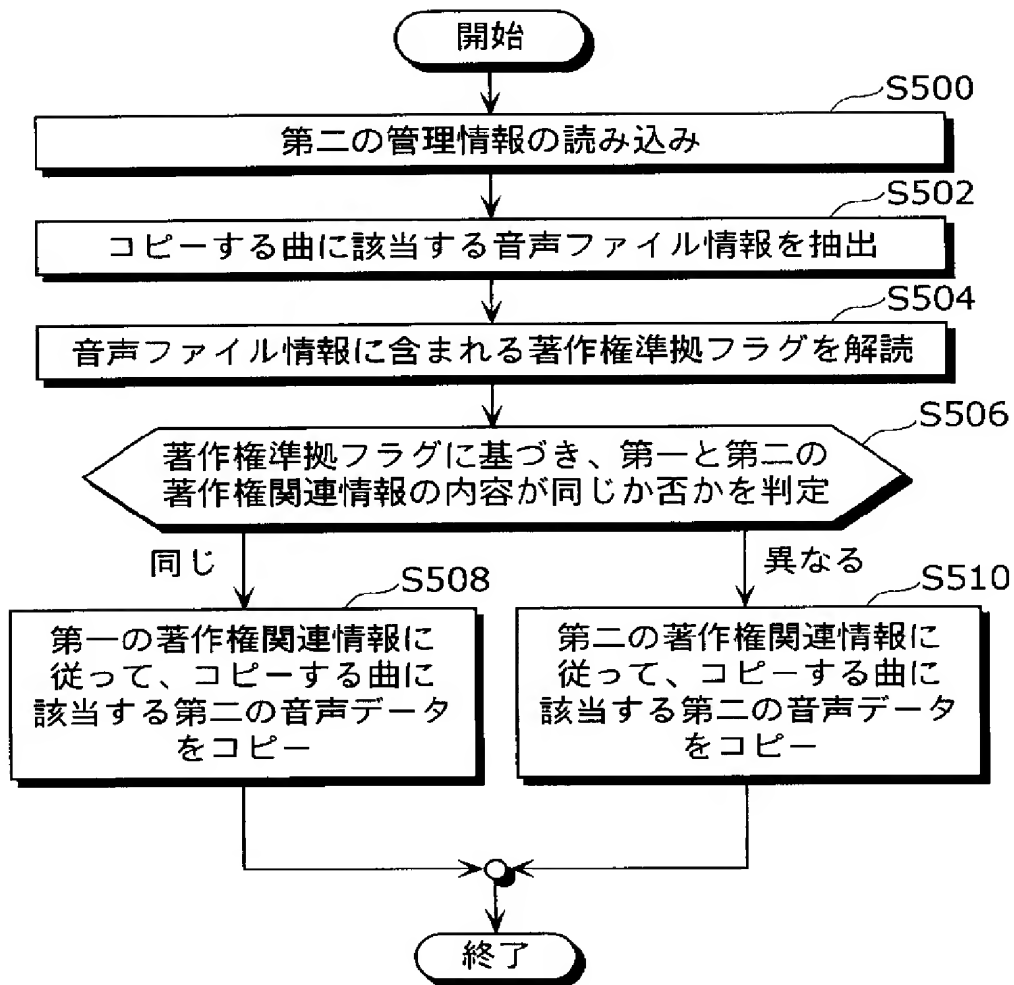 開始
S500
第二の管理情報の読み込み
S502
コピーする曲に該当する音声ファイル情報を抽出
S504
音声ファイル情報に含まれる著作権準拠フラグを解読
S506
著作権準拠フラグに基づき、第一と第二の
著作権関連情報の内容が同じか否かを判定
同じ
異なる
S508
第一の著作権関連情報に
従って、コピーする曲に
該当する第二の音声データ
をコピー
S510
第二の著作権関連情報に
従って、コピーする曲に
該当する第二の音声データ
をコピー
終了